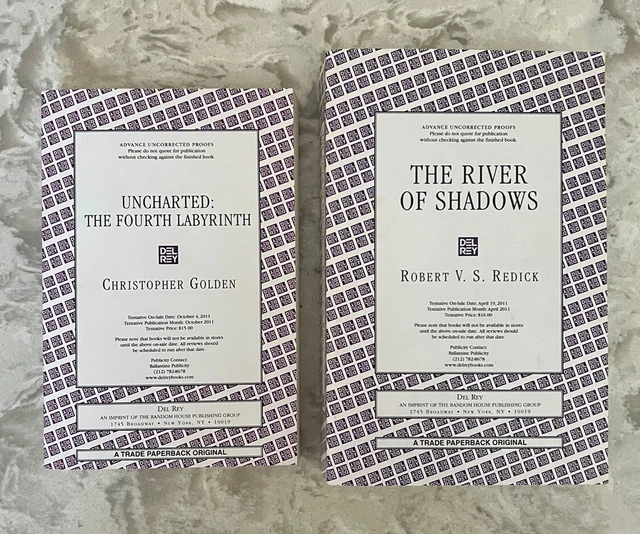 ADVANCE UNCORRECTED PROOFS
Please do not quote for publication
without checking against the finished book
UNCHARTED:
THE FOURTH LABYRINTH
DEL
REY
CHRISTOPHER GOLDEN
Tentative On-Sale Date: October 4, 2011
Tentative Publication Month: October 2011
Tentative Price: $15.00
Please note that books will not be available in stores
until the above on-sale date. All reviews should
be scheduled to run after that date.
Publicity Contact:
Ballantine Publicity
(212) 782-8678
www.delreybooks.com
DEL REY
AN IMPRINT OF THE RANDOM HOUSE PUBLISHING GROUP
1745 BROADWAY • NEW YORK, NY • 10019
A TRADE PAPERBACK ORIGINAL
ADVANCE UNCORRECTED PROOFS
Please do not quote for publication
without checking against the finished book.
THE RIVER
OF SHADOWS
DEL
REY
ROBERT V. S. REDICK
Tentative On-Sale Date: April 19, 2011
Tentative Publication Month: April 2011
Tentative Price: $16.00
Please note that books will not be available in stores
until the above on-sale date. All reviews should
be scheduled to run after that date.
Publicity Contact:
Ballantine Publicity
(212) 782-8678
www.delreybooks.com
DEL REY
AN IMPRINT OF THE RANDOM HOUSE PUBLISHING GROUP
1745 BROADWAY • NEW YORK, NY • 10019
A TRADE PAPERBACK ORIGINAL